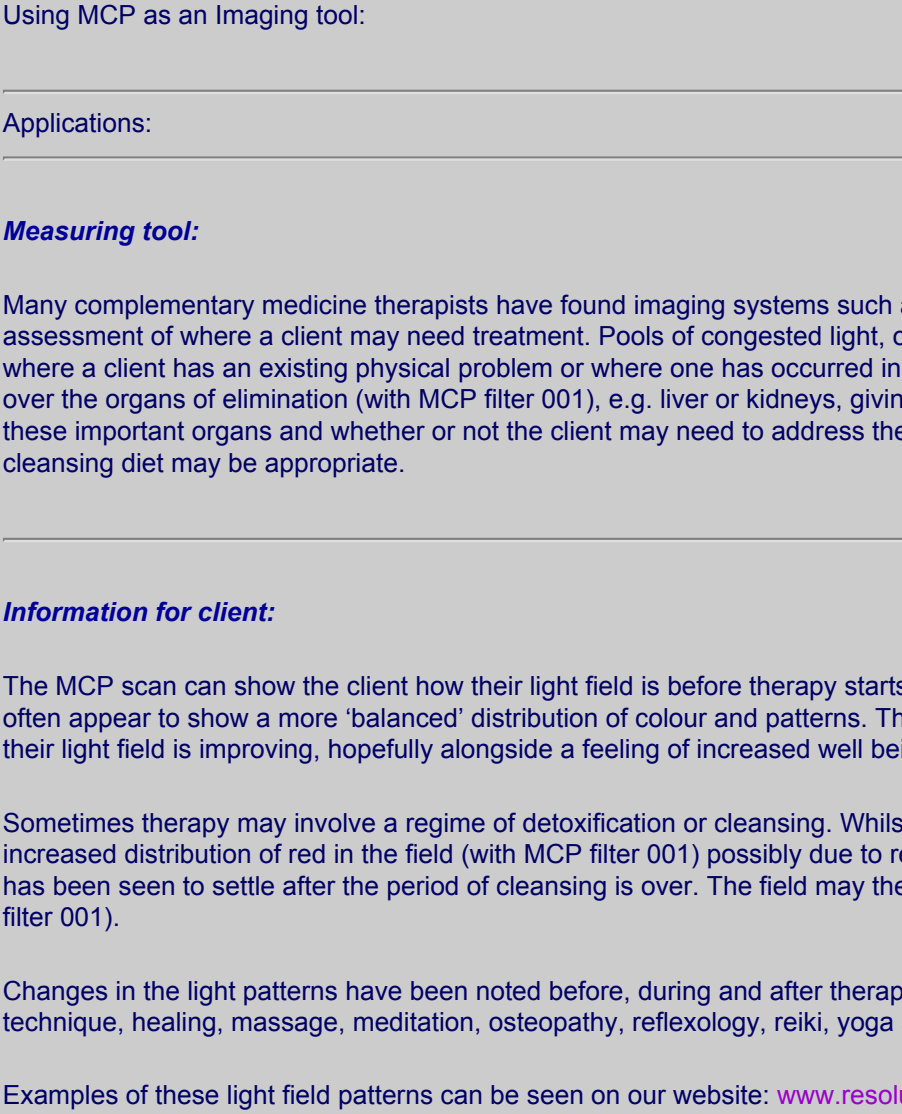 Using MCP as an Imaging tool:
Applications:
Measuring tool:
Many complementary medicine therapists have found imaging systems such
assessment of where a client may need treatment. Pools of congested light,
where a client has an existing physical problem or where one has occurred in
over the organs of elimination (with MCP filter 001), e.g. liver or kidneys,
these important organs and whether or not the client may need to address
cleansing diet may be appropriate.
Information for client:
The MCP scan can show the client how their light field is before therapy starts
often appear to show a more ‘balanced’ distribution of colour and patterns.
their light field is improving, hopefully alongside a feeling of increased well
Sometimes therapy may involve a regime of detoxification or cleansing.
increased distribution of red in the field (with MCP filter 001) possibly due to
has been seen to settle after the period of cleansing is over. The field may
filter 001).
Changes in the light patterns have been noted before, during and after
technique, healing, massage, meditation, osteopathy, reflexology, reiki, yoga
Examples of these light field patterns can be seen on our website: